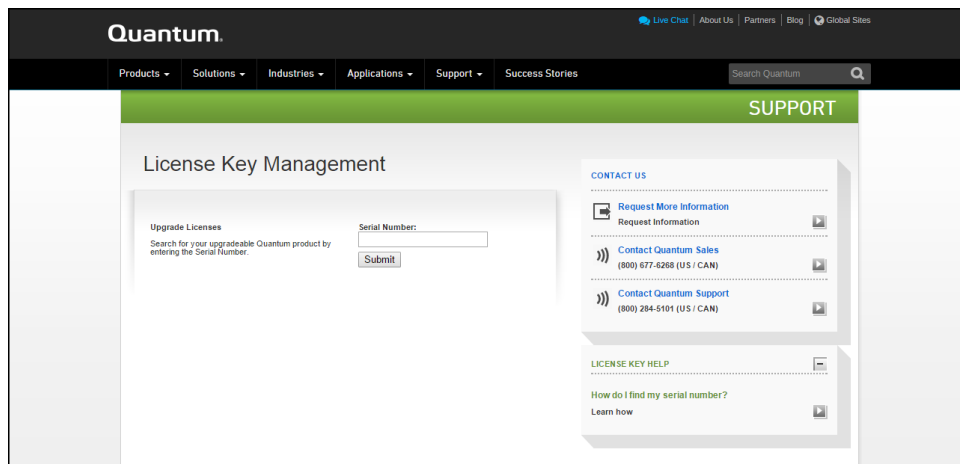 Live Chat | About Us | Partners | Blog | Global Sites
Quantum.
Products Solutions Industries Applications Support Success Stories
Search Quantum
SUPPORT
License Key Management
Upgrade Licenses
Search for your upgradeable Quantum product by
entering the Serial Number.
Serial Number:
Submit
CONTACT US
Request More Information
Request Information
Contact Quantum Sales
(800) 677-6268 (US / CAN)
Contact Quantum Support
(800) 284-5101 (US / CAN)
LICENSE KEY HELP
How do I find my serial number?
Learn how